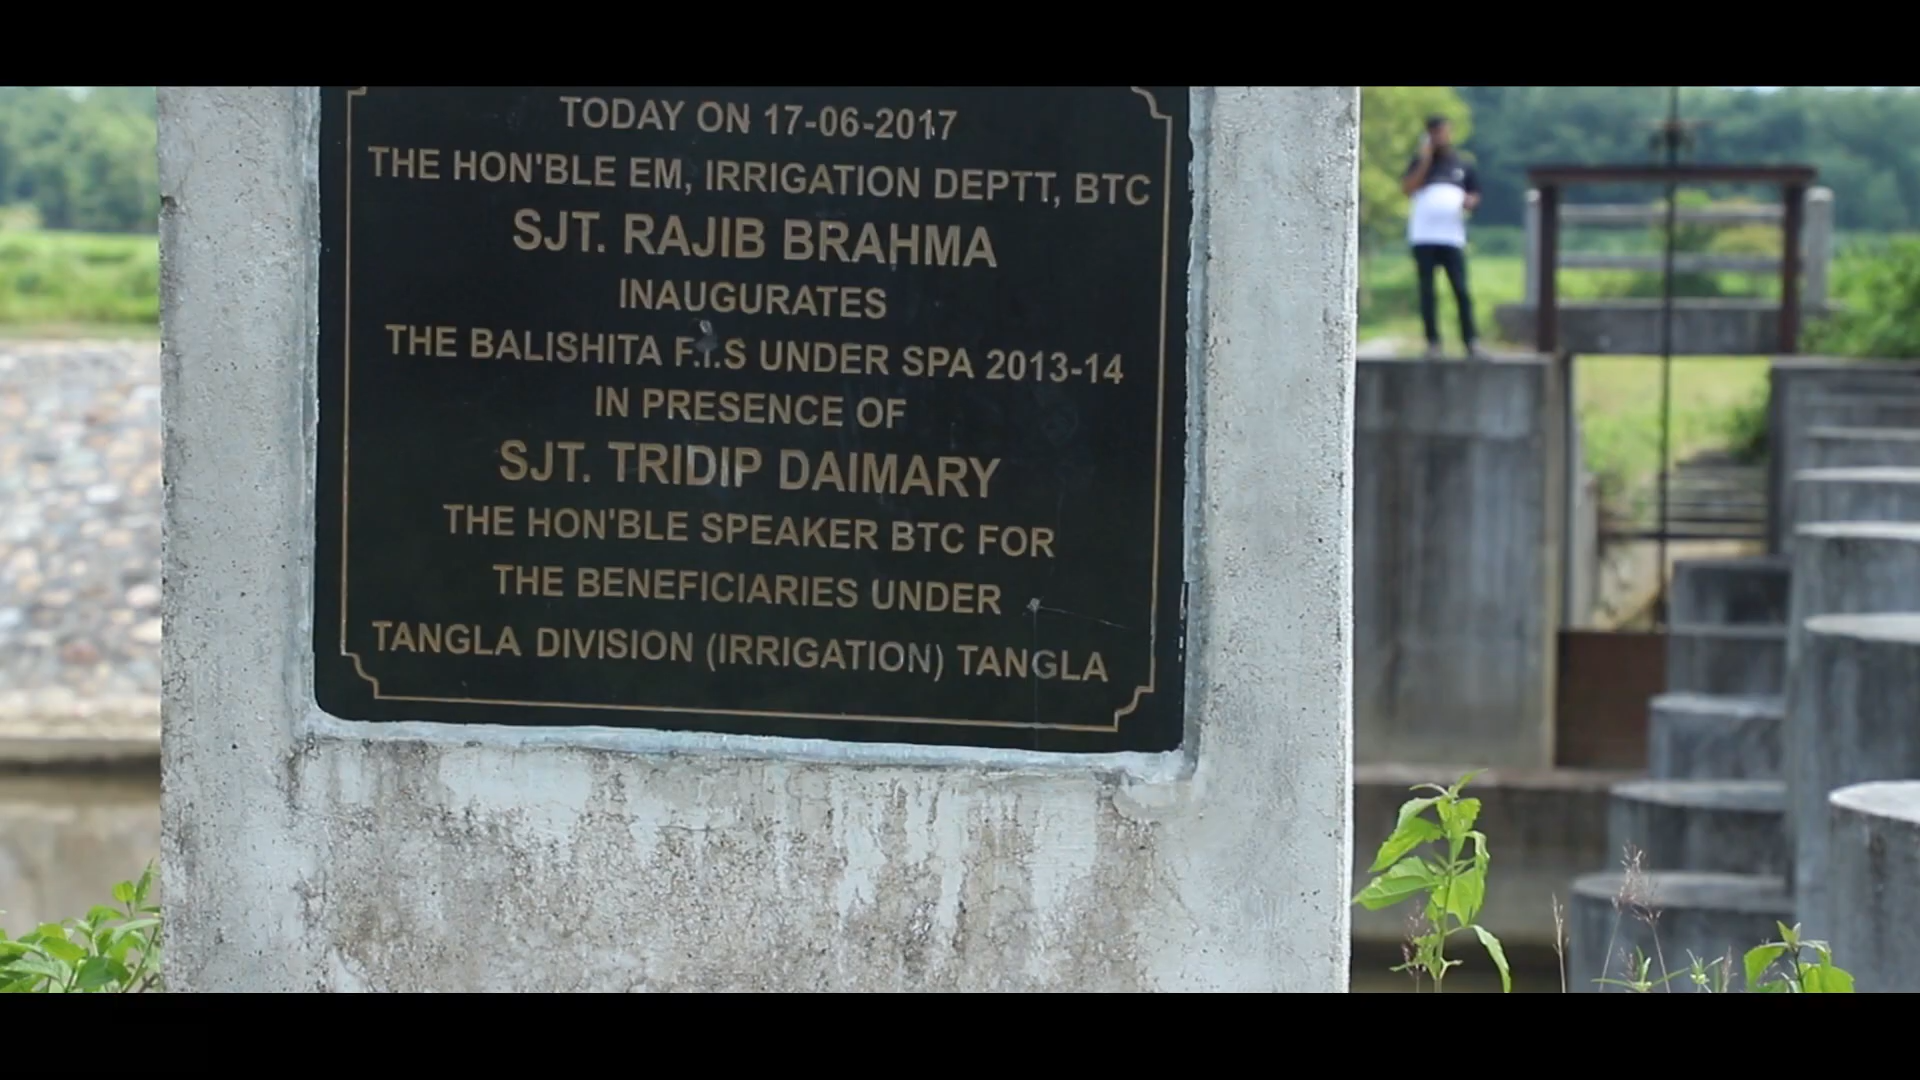 TODAY ON 17-06-2017
THE HON'BLE EM, IRRIGATION DEPTT, BTC
SJT. RAJIB BRAHMA
INAUGURATES
THE BALISHITA F.I.S UNDER SPA 2013-14
IN PRESENCE OF
SJT. TRIDIP DAIMARY
THE HON'BLE SPEAKER BTC FOR
THE BENEFICIARIES UNDER
TANGLA DIVISION (IRRIGATION) TANGLA